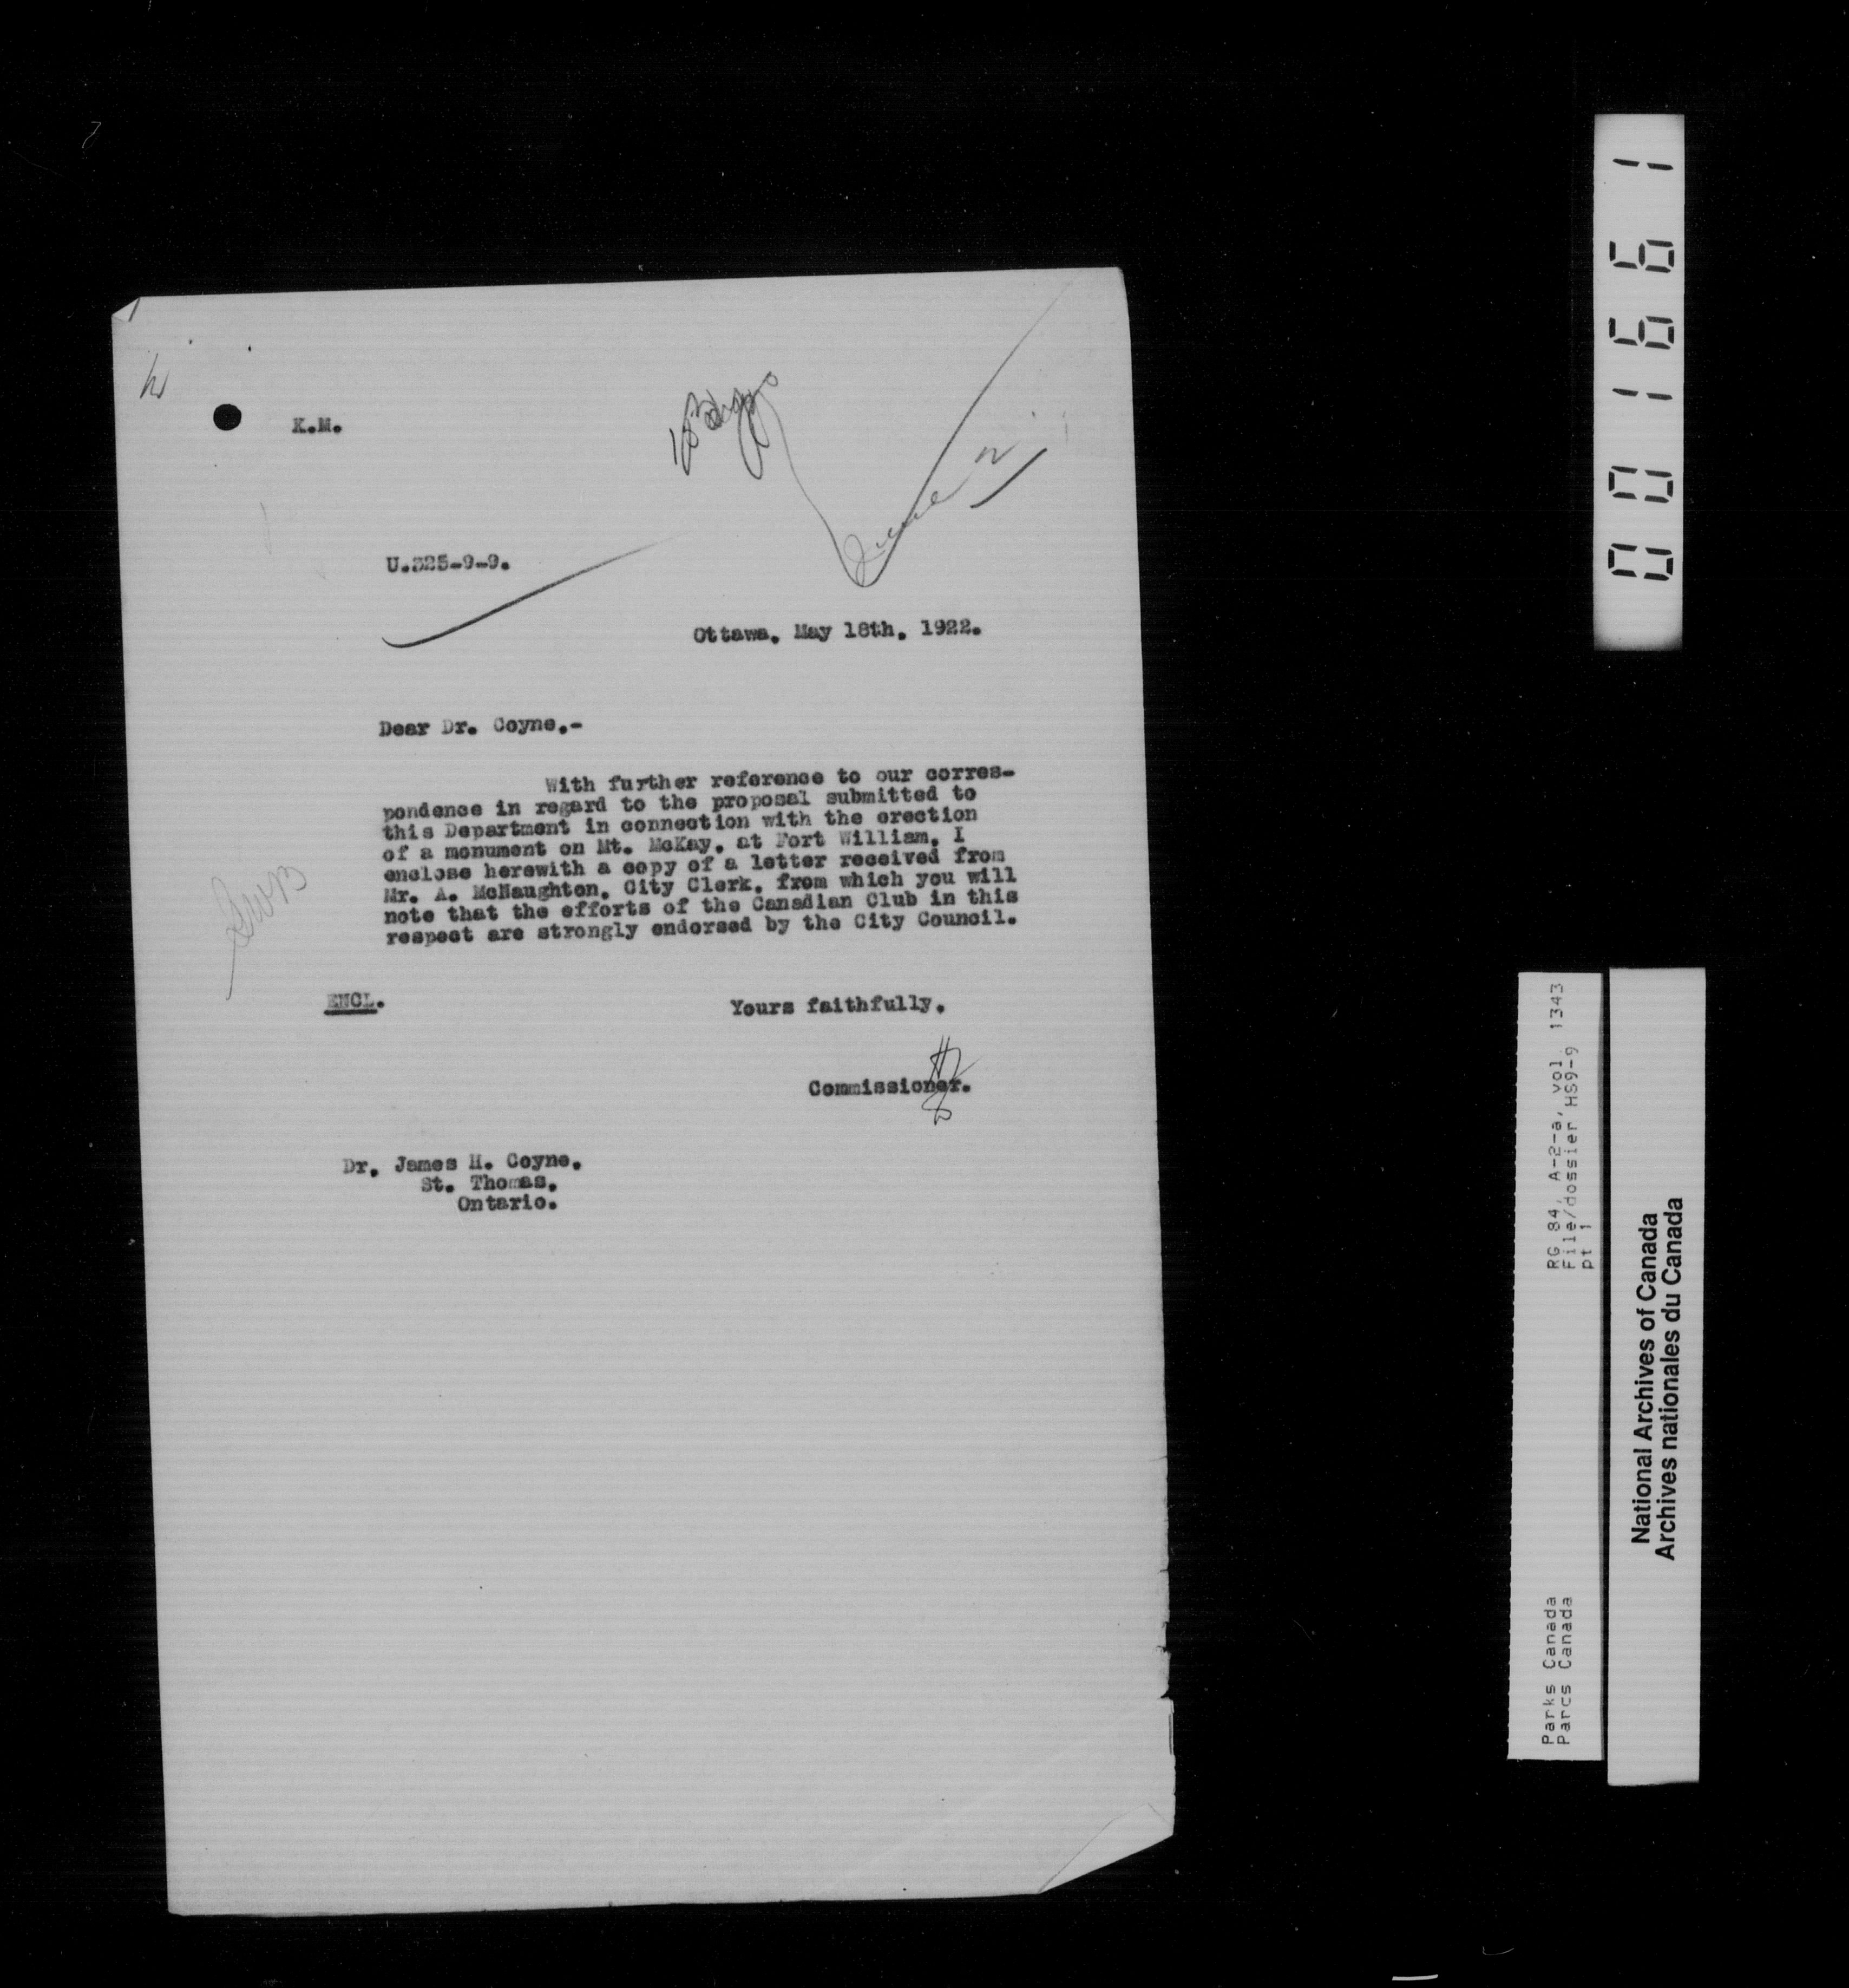 K.M.
U.325-9-9.
June 2
Ottawa, May 18th, 1922.
Dear Dr. Coyne,-
With further reference to our corres-
pondence in regard to the proposal submitted to
this Department in connection with the erection
of a monument on Mt. McKay, at Fort William, I
enclose herewith a copy of a letter received from
Mr. A. McNaughton, City Clerk, from which you will
note that the efforts of the Canadian Club in this
respect are strongly endorsed by the City Council.
ENCL.
Yours faithfully,
Commissioner.
Dr. James H. Coyne,
St. Thomas,
Ontario.
001661
RG 84, A-2-a, vol. 1343
File/dossier HS9-9
pt 1
Parks Canada
Parcs Canada
National Archives of Canada
Archives nationales du Canada